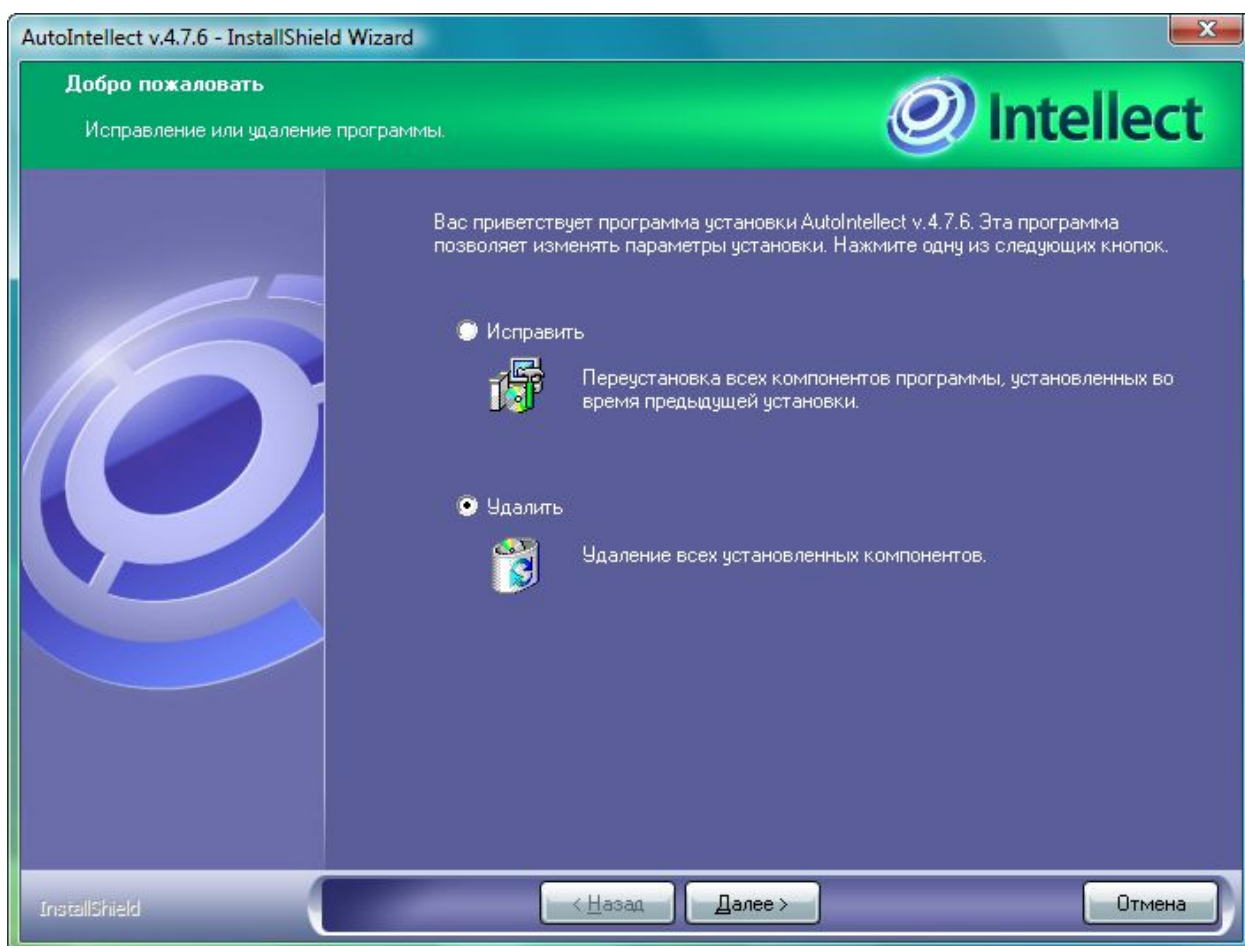 AutoIntellect v.4.7.6 - InstallShield Wizard
Добро пожаловать
Исправление или удаление программы.
Intellect
Вас приветствует программа установки AutoIntellect v.4.7.6. Эта программа
позволяет изменять параметры установки. Нажмите одну из следующих кнопок.
Исправить
Переустановка всех компонентов программы, установленных во
время предыдущей установки.
Удалить
Удаление всех установленных компонентов.
InstallShield
< Назад
Далее >
Отмена